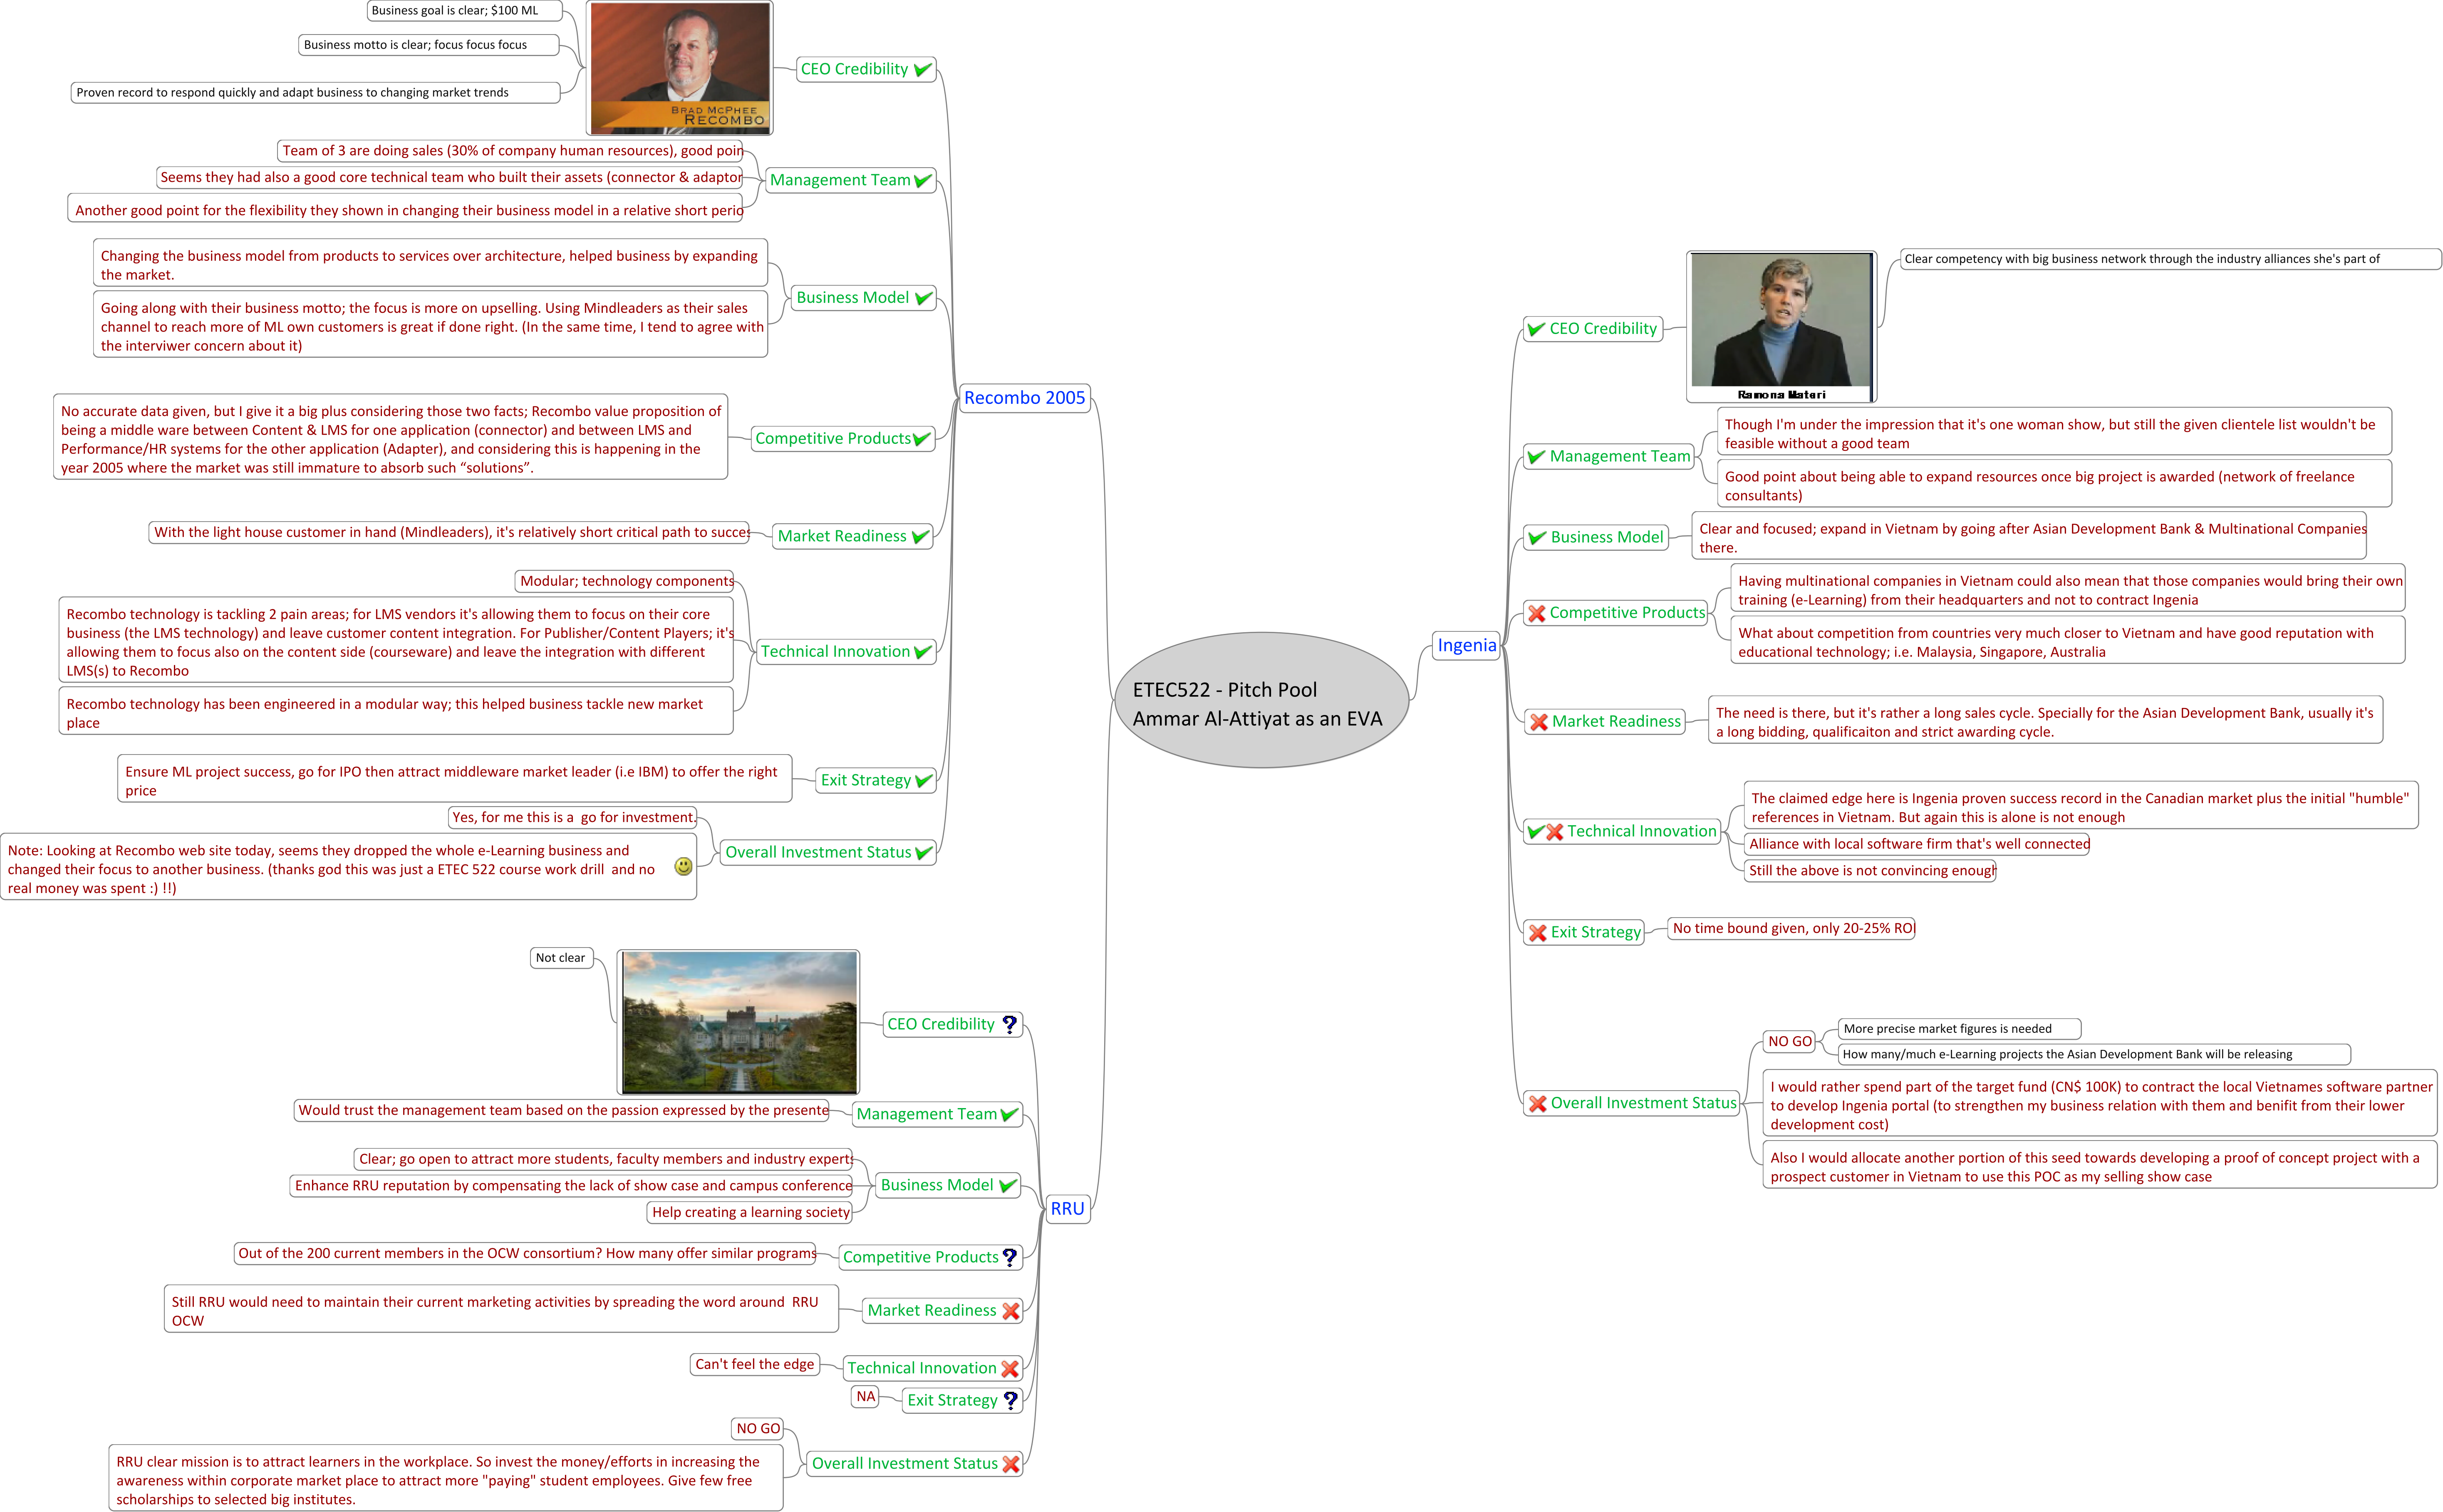 ETEC522 - Pitch Pool
Ammar Al-Attiyat as an EVA
Recombo 2005
CEO Credibility
BRAD MCPHEE
RECOMBO
Business goal is clear; $100 ML
Business motto is clear; focus focus focus
Proven record to respond quickly and adapt business to changing market trends
Management Team
Team of 3 are doing sales (30% of company human resources), good poin
Seems they had also a good core technical team who built their assets (connector & adaptor
Another good point for the flexibility they shown in changing their business model in a relative short perio
Business Model
Changing the business model from products to services over architecture, helped business by expanding
the market.
Going along with their business motto; the focus is more on upselling. Using Mindleaders as their sales
channel to reach more of ML own customers is great if done right. (In the same time, I tend to agree with
the interviwer concern about it)
Competitive Products
No accurate data given, but I give it a big plus considering those two facts; Recombo value proposition of
being a middle ware between Content & LMS for one application (connector) and between LMS and
Performance/HR systems for the other application (Adapter), and considering this is happening in the
year 2005 where the market was still immature to absorb such “solutions”.
Market Readiness
With the light house customer in hand (Mindleaders), it's relatively short critical path to succes
Technical Innovation
Modular; technology components
Recombo technology is tackling 2 pain areas; for LMS vendors it's allowing them to focus on their core
business (the LMS technology) and leave customer content integration. For Publisher/Content Players; it's
allowing them to focus also on the content side (courseware) and leave the integration with different
LMS(s) to Recombo
Recombo technology has been engineered in a modular way; this helped business tackle new market
place
Exit Strategy
Ensure ML project success, go for IPO then attract middleware market leader (i.e IBM) to offer the right
price
Overall Investment Status
Yes, for me this is a  go for investment.
Note: Looking at Recombo web site today, seems they dropped the whole e-Learning business and
changed their focus to another business. (thanks god this was just a ETEC 522 course work drill  and no
real money was spent :) !!)
RRU
CEO Credibility
Not clear
Management Team
Would trust the management team based on the passion expressed by the presente
Business Model
Clear; go open to attract more students, faculty members and industry experts
Enhance RRU reputation by compensating the lack of show case and campus conference
Help creating a learning society
Competitive Products
Out of the 200 current members in the OCW consortium? How many offer similar programs
Market Readiness
Still RRU would need to maintain their current marketing activities by spreading the word around  RRU
OCW
Technical Innovation
Can't feel the edge
Exit Strategy
NA
Overall Investment Status
NO GO
RRU clear mission is to attract learners in the workplace. So invest the money/efforts in increasing the
awareness within corporate market place to attract more "paying" student employees. Give few free
scholarships to selected big institutes.
Ingenia
CEO Credibility
Ramona Materi
Clear competency with big business network through the industry alliances she's part of
Management Team
Though I'm under the impression that it's one woman show, but still the given clientele list wouldn't be
feasible without a good team
Good point about being able to expand resources once big project is awarded (network of freelance
consultants)
Business Model
Clear and focused; expand in Vietnam by going after Asian Development Bank & Multinational Companies
there.
Competitive Products
Having multinational companies in Vietnam could also mean that those companies would bring their own
training (e-Learning) from their headquarters and not to contract Ingenia
What about competition from countries very much closer to Vietnam and have good reputation with
educational technology; i.e. Malaysia, Singapore, Australia
Market Readiness
The need is there, but it's rather a long sales cycle. Specially for the Asian Development Bank, usually it's
a long bidding, qualificaiton and strict awarding cycle.
Technical Innovation
The claimed edge here is Ingenia proven success record in the Canadian market plus the initial "humble"
references in Vietnam. But again this is alone is not enough
Alliance with local software firm that's well connected
Still the above is not convincing enough
Exit Strategy
No time bound given, only 20-25% ROI
Overall Investment Status
NO GO
More precise market figures is needed
How many/much e-Learning projects the Asian Development Bank will be releasing
I would rather spend part of the target fund (CN$ 100K) to contract the local Vietnames software partner
to develop Ingenia portal (to strengthen my business relation with them and benifit from their lower
development cost)
Also I would allocate another portion of this seed towards developing a proof of concept project with a
prospect customer in Vietnam to use this POC as my selling show case